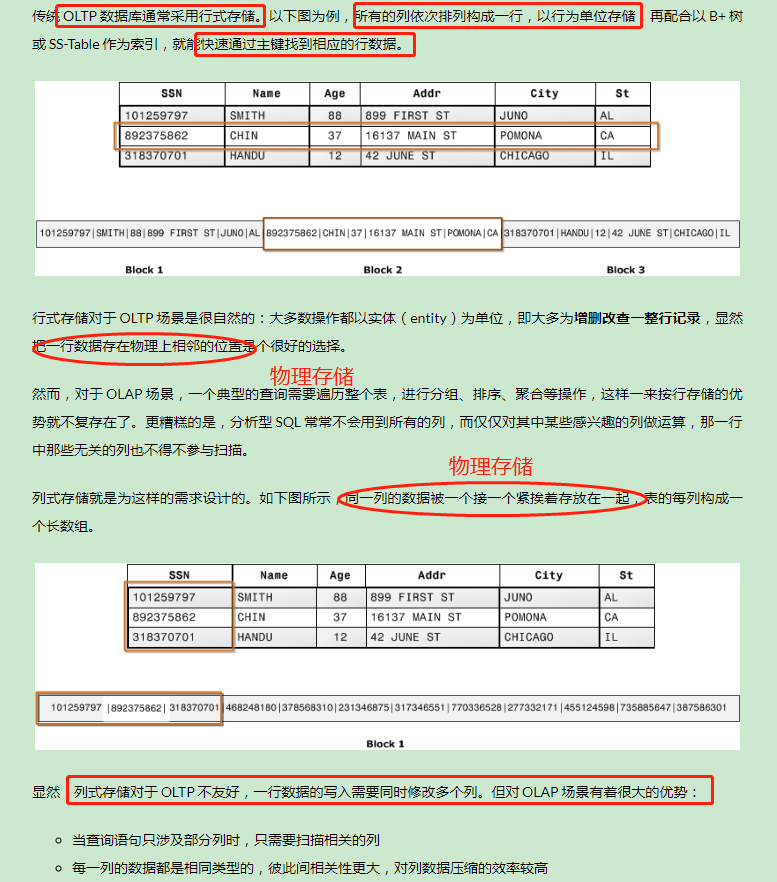 传统 OLTP 数据库通常采用行式存储。以下图为例，所有的列依次排列构成一行，以行为单位存储，再配合以 B+ 树
或 SS-Table 作为索引，就能快速通过主键找到相应的行数据。
SSN Name Age Addr City St
101259797 SMITH 88 899 FIRST ST JUNO AL
892375862 CHIN 37 16137 MAIN ST POMONA CA
318370701 HANDU 12 42 JUNE ST CHICAGO IL
101259797|SMITH|88|899 FIRST ST|JUNO|AL 892375862|CHIN|37|16137 MAIN ST|POMONA|CA 318370701|HANDU|12|42 JUNE ST|CHICAGO|IL
Block 1 Block 2 Block 3
行式存储对于 OLTP 场景是很自然的：大多数操作都以实体（entity）为单位，即大多为增删改查一整行记录，显然
把一行数据存在物理上相邻的位置是个很好的选择。
物理存储
然而，对于 OLAP 场景，一个典型的查询需要遍历整个表，进行分组、排序、聚合等操作，这样一来按行存储的优
势就不复存在了。更糟糕的是，分析型 SQL 常常不会用到所有的列，而仅仅对其中某些感兴趣的列做运算，那一行
中那些无关的列也不得不参与扫描。
物理存储
列式存储就是为这样的需求设计的。如下图所示，同一列的数据被一个接一个紧挨着存放在一起，表的每列构成一
个长数组。
SSN Name Age Addr City St
101259797 SMITH 88 899 FIRST ST JUNO AL
892375862 CHIN 37 16137 MAIN ST POMONA CA
318370701 HANDU 12 42 JUNE ST CHICAGO IL
101259797 |892375862| 318370701|468248180|378568310|231346875|317346551|770336528|277332171|455124598|735885647|387586301
Block 1
显然，列式存储对于 OLTP 不友好，一行数据的写入需要同时修改多个列。但对 OLAP 场景有着很大的优势：
当查询语句只涉及部分列时，只需要扫描相关的列
每一列的数据都是相同类型的，彼此间相关性更大，对列数据压缩的效率较高